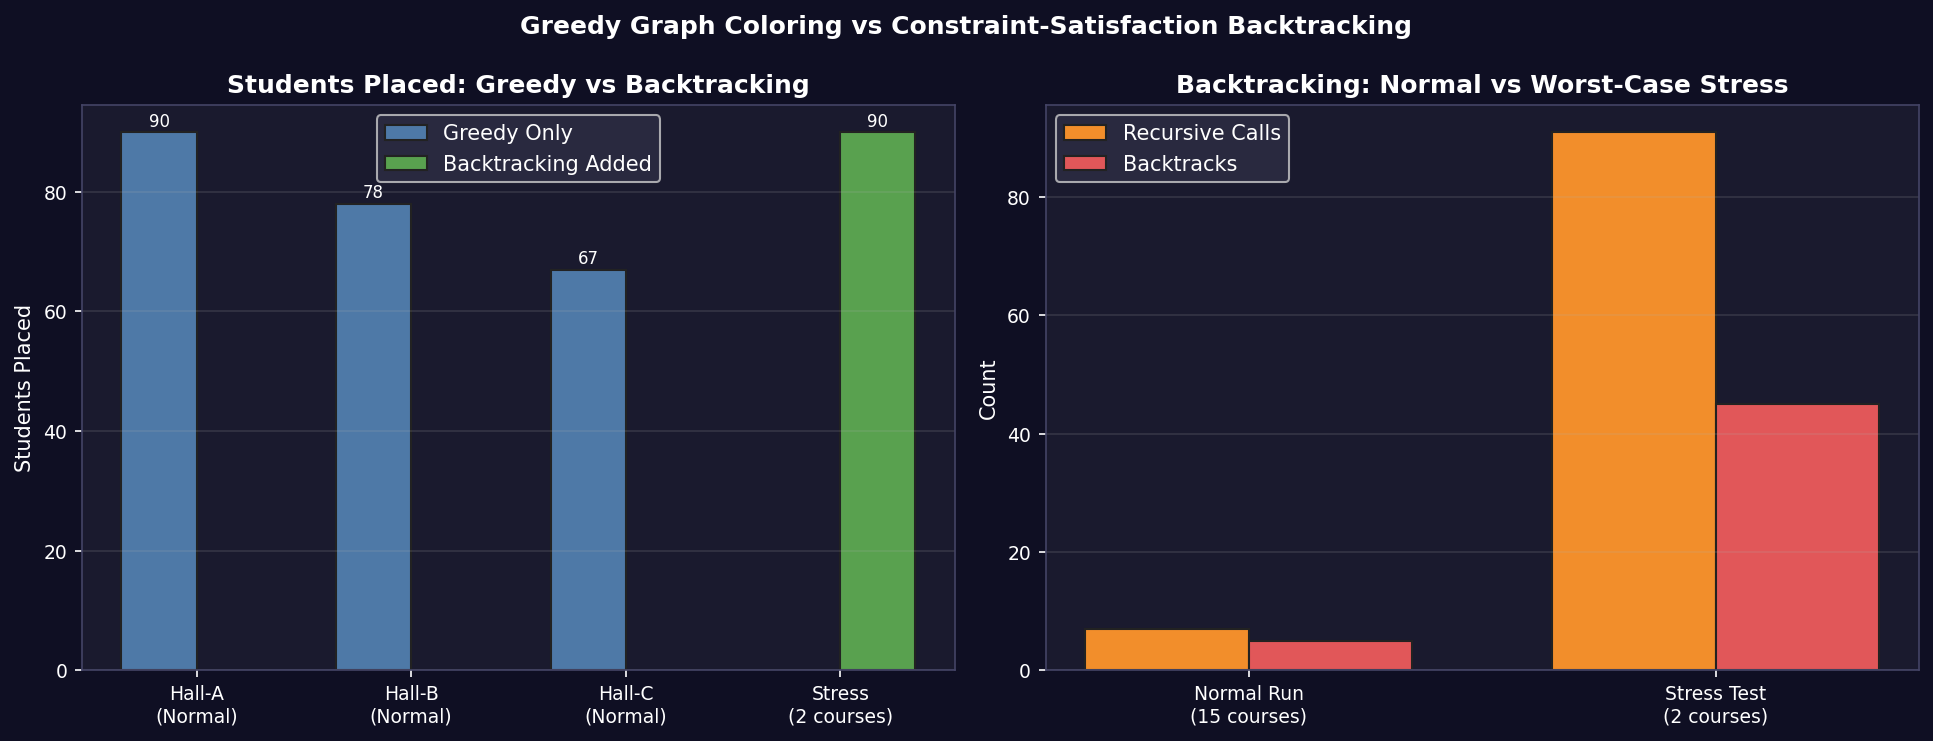 Greedy Graph Coloring vs Constraint-Satisfaction Backtracking
Students Placed: Greedy vs Backtracking
Students Placed
0
20
40
60
80
90
78
67
90
Greedy Only
Backtracking Added
Hall-A
(Normal)
Hall-B
(Normal)
Hall-C
(Normal)
Stress
(2 courses)
Backtracking: Normal vs Worst-Case Stress
Count
0
20
40
60
80
Recursive Calls
Backtracks
Normal Run
(15 courses)
Stress Test
(2 courses)